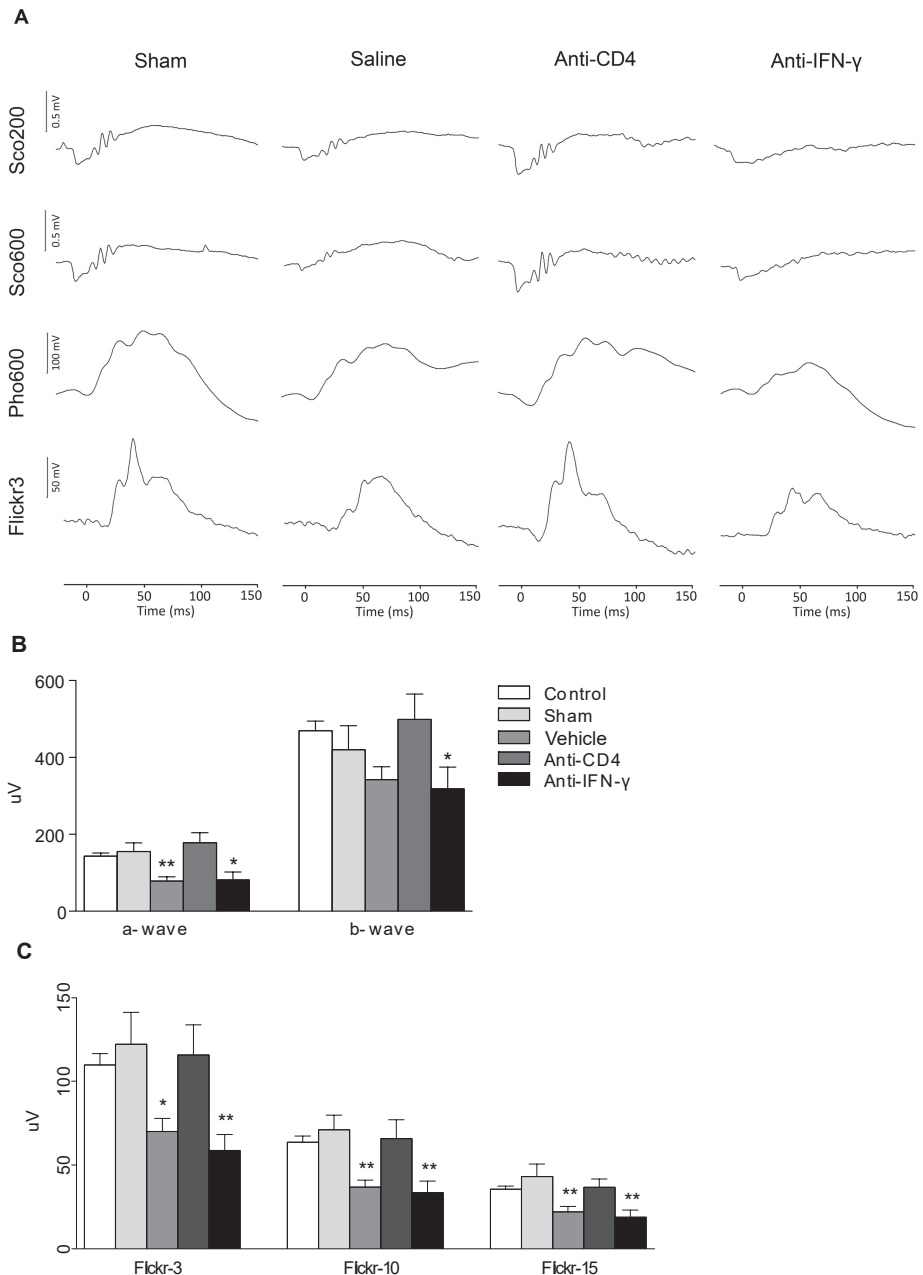 A
Sham Saline Anti-CD4 Anti-IFN-γ
Sco200
0.5 mV
Sco600
0.5 mV
Pho600
100 mV
Flickr3
50 mV
0 50 100 150 0 50 100 150 0 50 100 150 0 50 100 150
Time (ms) Time (ms) Time (ms) Time (ms)
B
600
400
200
0
uV
** * *
a-wave b-wave
Control
Sham
Vehicle
Anti-CD4
Anti-IFN-γ
C
150
100
50
0
uV
* ** ** ** ** **
Flckr-3 Flckr-10 Flckr-15